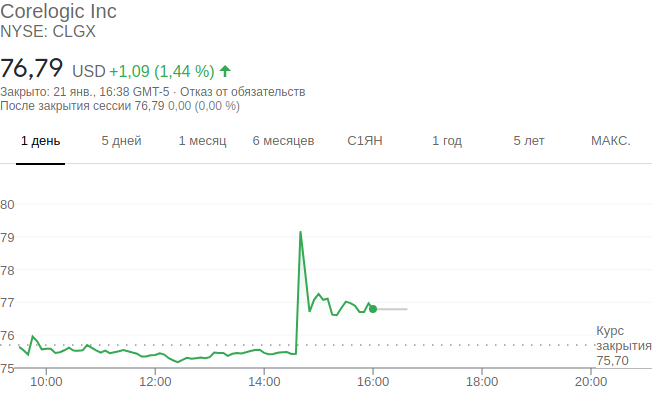 Corelogic Inc
NYSE: CLGX
76,79 USD +1,09 (1,44 %)
Закрыто: 21 янв., 16:38 GMT-5 · Отказ от обязательств
После закрытия сессии 76,79 0,00 (0,00 %)
1 день 5 дней 1 месяц 6 месяцев С1ЯН 1 год 5 лет МАКС.
80
79
78
77
76
75
Курс
закрытия
75,70
10:00 12:00 14:00 16:00 18:00 20:00